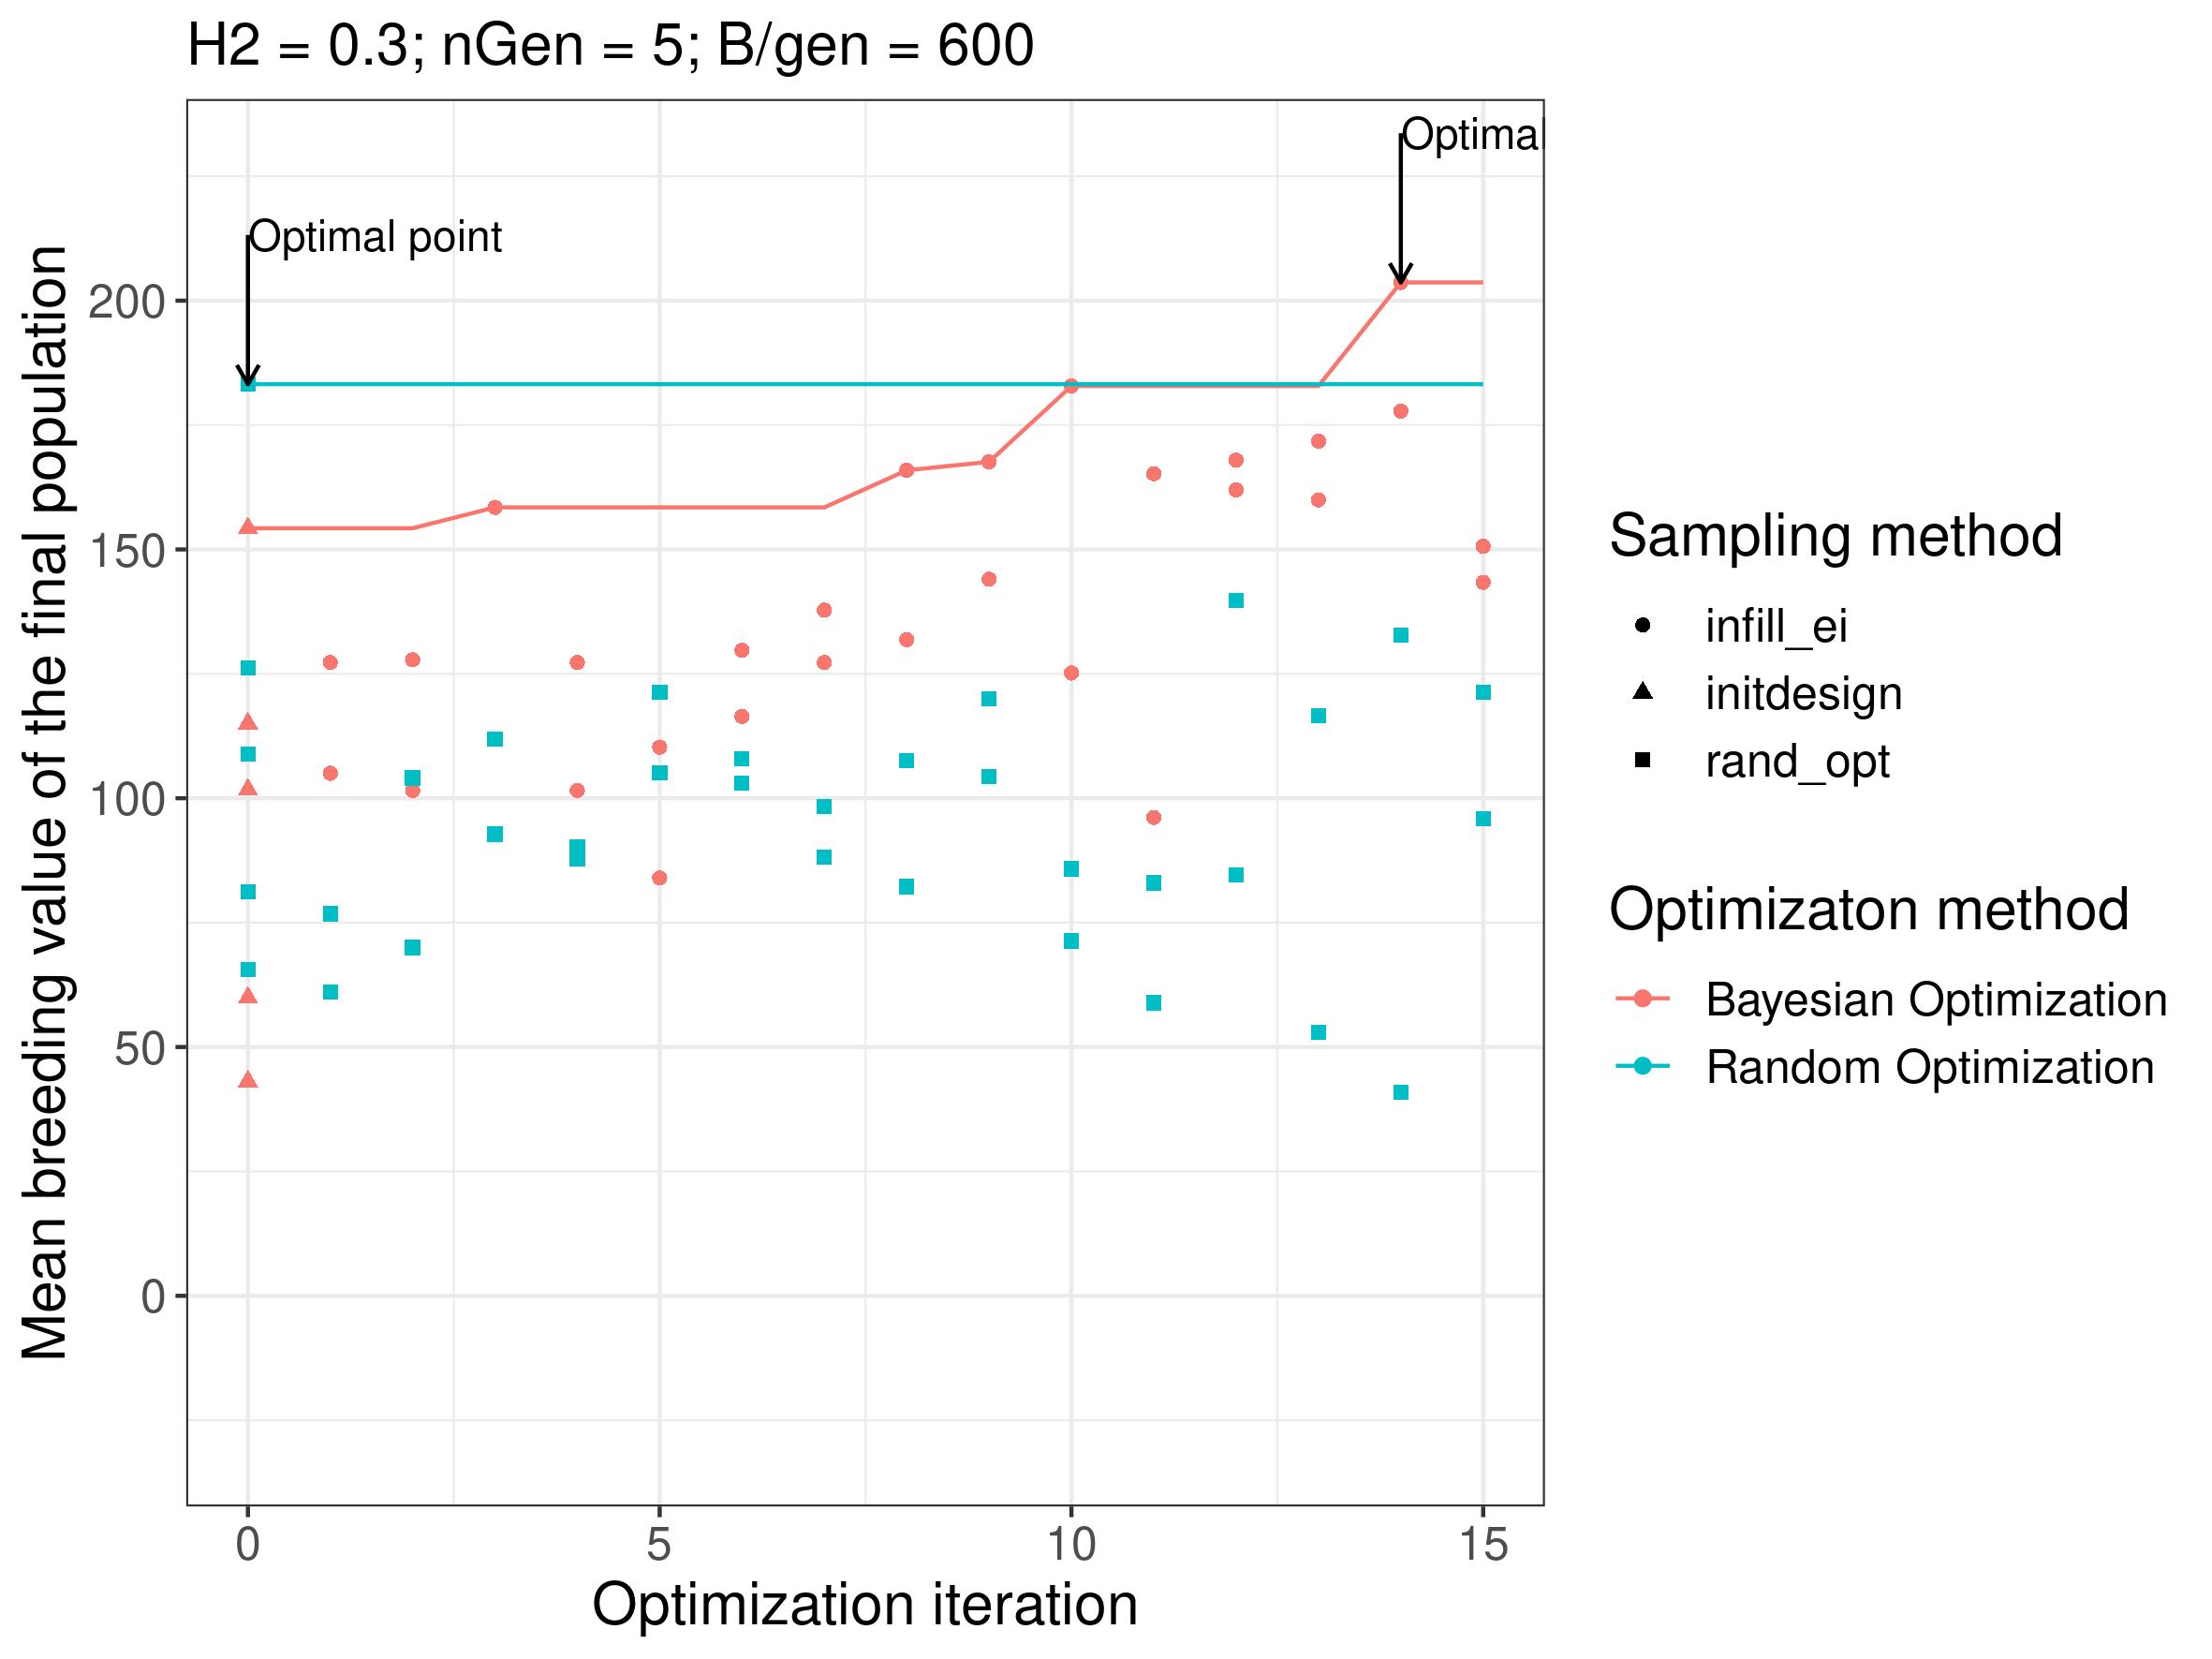 H2 = 0.3; nGen = 5; B/gen = 600
Optimal
Optimal point
Mean breeding value of the final population
200
150
100
50
0
0
5
10
15
Optimization iteration
Sampling method
infill_ei
initdesign
rand_opt
Optimizaton method
Bayesian Optimization
Random Optimization